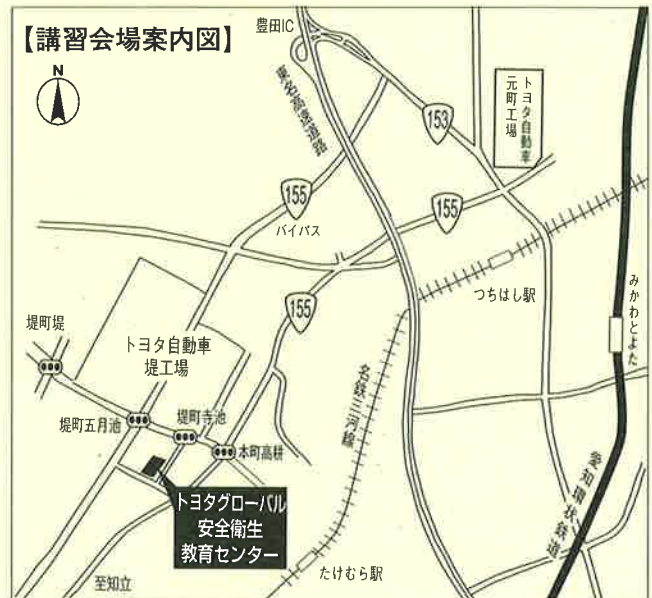 【講習会場案内図】
N
豊田IC
東名高速道路
153
トヨタ自動車
元町工場
155
バイパス
155
155
つちはし駅
みかわとよた
堤町堤
トヨタ自動車
堤工場
名鉄三河線
堤町五月池
堤町寺池
本町高耕
愛知環状鉄道
トヨタグローバル
安全衛生
教育センター
たけむら駅
至知立